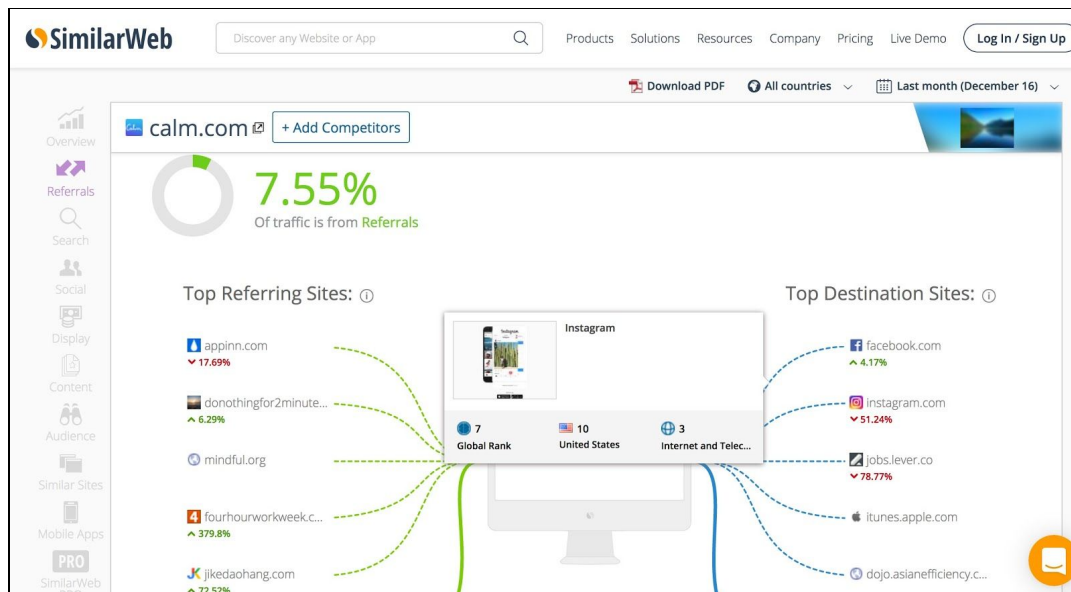 SimilarWeb
Discover any Website or App
Products Solutions Resources Company Pricing Live Demo Log In / Sign Up
Download PDF All countries Last month (December 16)
Overview
Referrals
Search
Social
Display
Content
Audience
Similar Sites
Mobile Apps
PRO
SimilarWeb
calm.com + Add Competitors
7.55%
Of traffic is from Referrals
Top Referring Sites:
appinn.com
17.69%
donothingfor2minute...
6.29%
mindful.org
fourhourworkweek.c...
379.8%
jikedaohang.com
72.52%
Instagram
7
Global Rank
10
United States
3
Internet and Telec...
Top Destination Sites:
facebook.com
4.17%
instagram.com
51.24%
jobs.lever.co
78.77%
itunes.apple.com
dojo.asianefficiency.c...